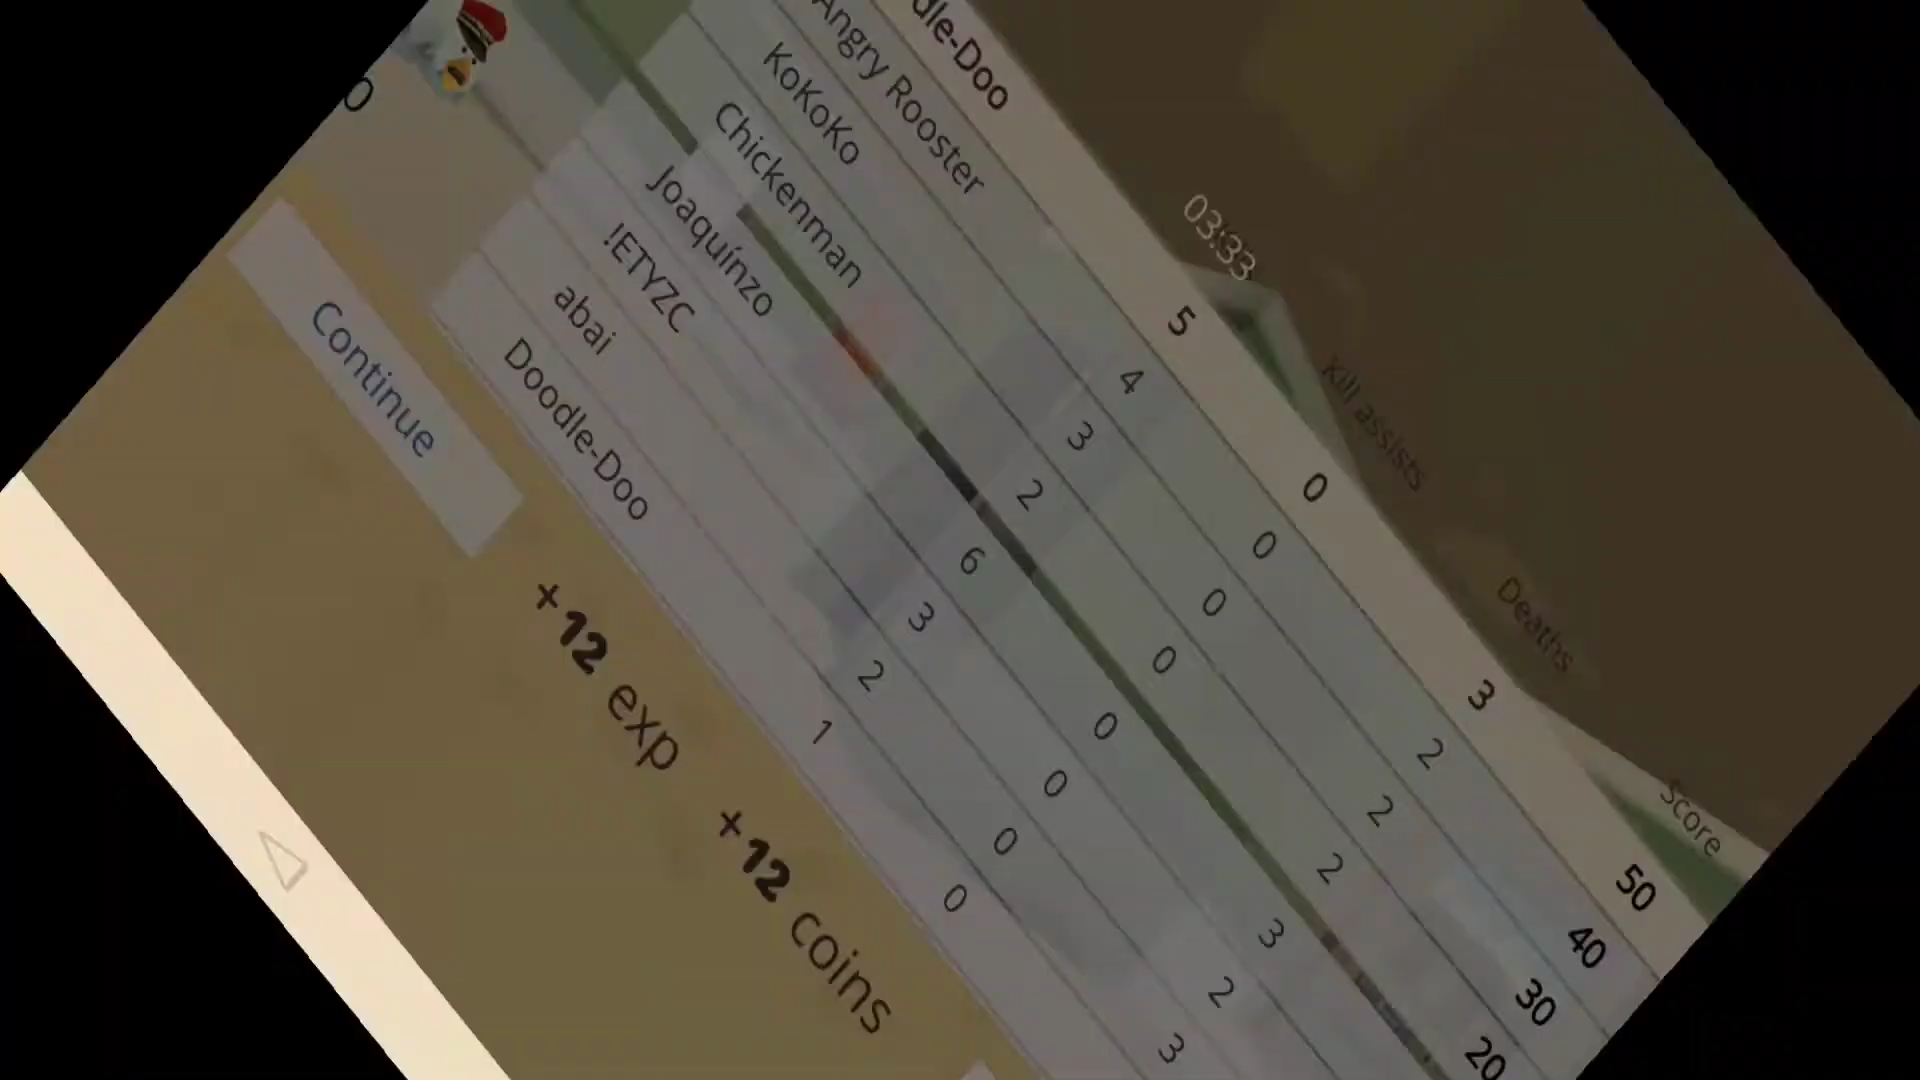 03:33
Kill assists Deaths Score
dle-Doo 5 0 3 50
Angry Rooster 4 0 2 40
KoKoKo 3 0 2 30
Chickenman 2 0 2 20
Joaquínzo 6 0 3
!ETYZC 3 0 2
abai 2 0 3
Doodle-Doo 1 0
+12 exp +12 coins
Continue